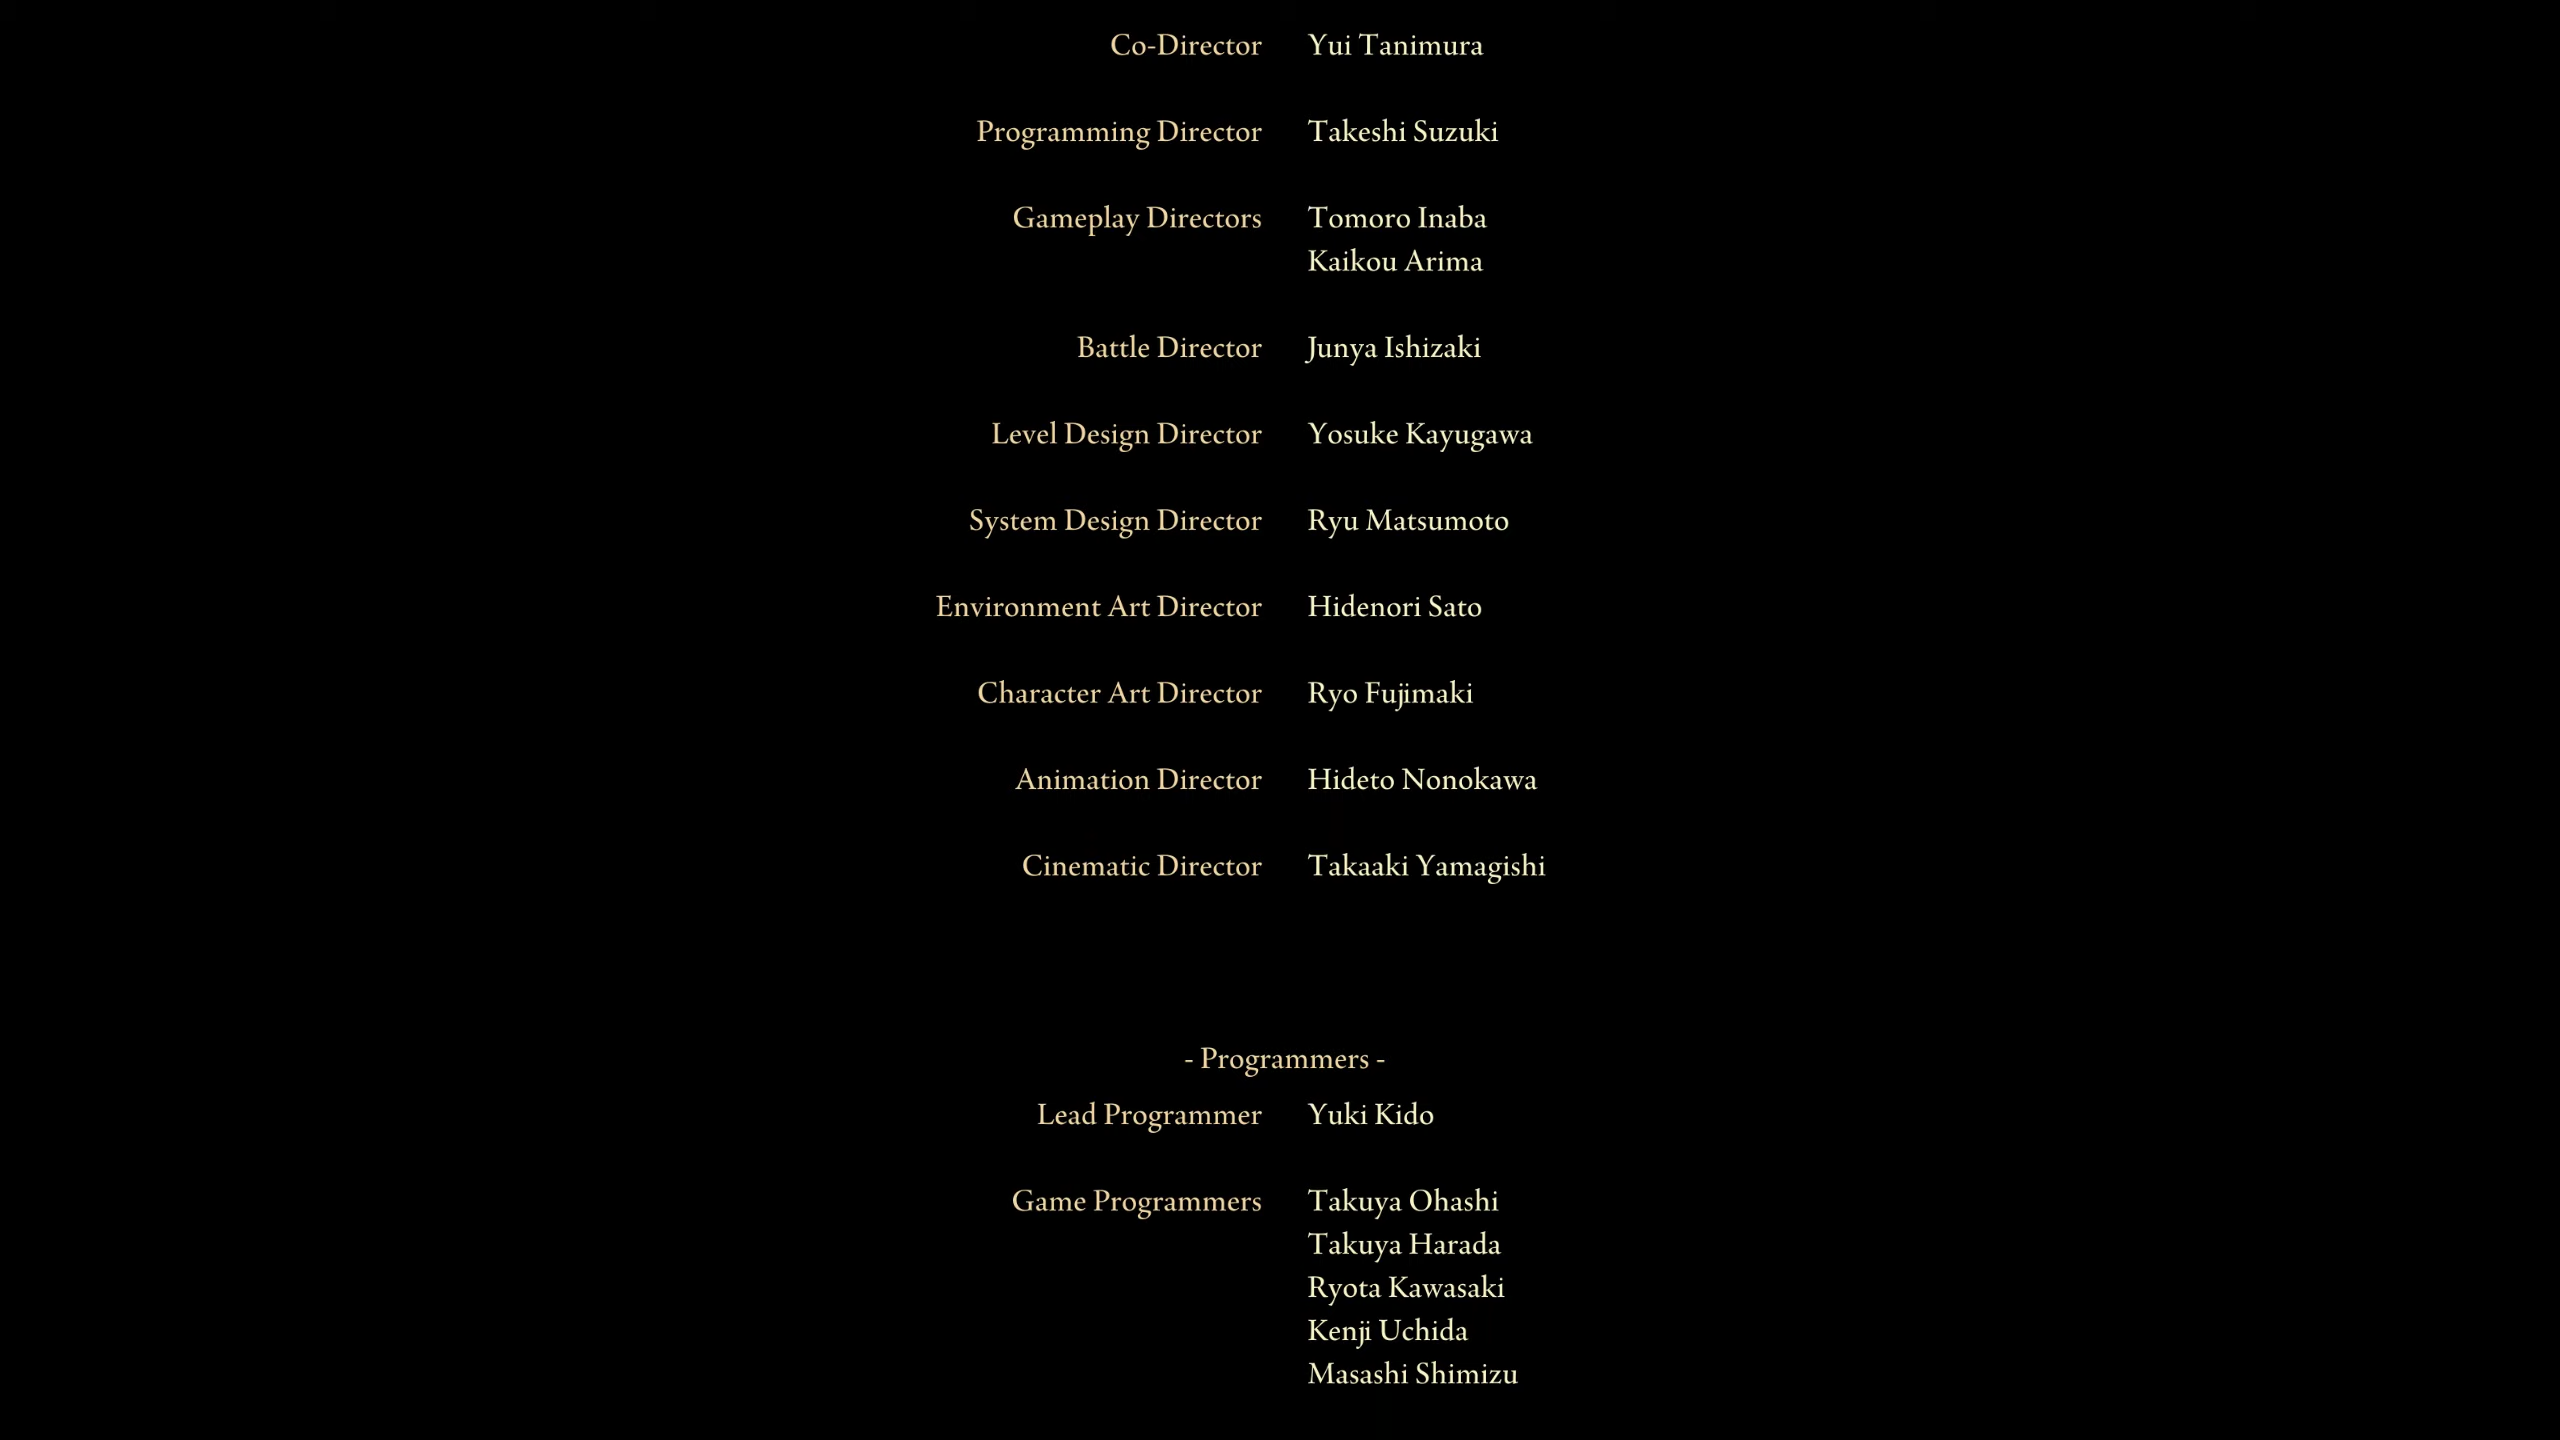 Co-Director Yui Tanimura
Programming Director Takeshi Suzuki
Gameplay Directors Tomoro Inaba
Kaikou Arima
Battle Director Junya Ishizaki
Level Design Director Yosuke Kayugawa
System Design Director Ryu Matsumoto
Environment Art Director Hidenori Sato
Character Art Director Ryo Fujimaki
Animation Director Hideto Nonokawa
Cinematic Director Takaaki Yamagishi
- Programmers -
Lead Programmer Yuki Kido
Game Programmers Takuya Ohashi
Takuya Harada
Ryota Kawasaki
Kenji Uchida
Masashi Shimizu